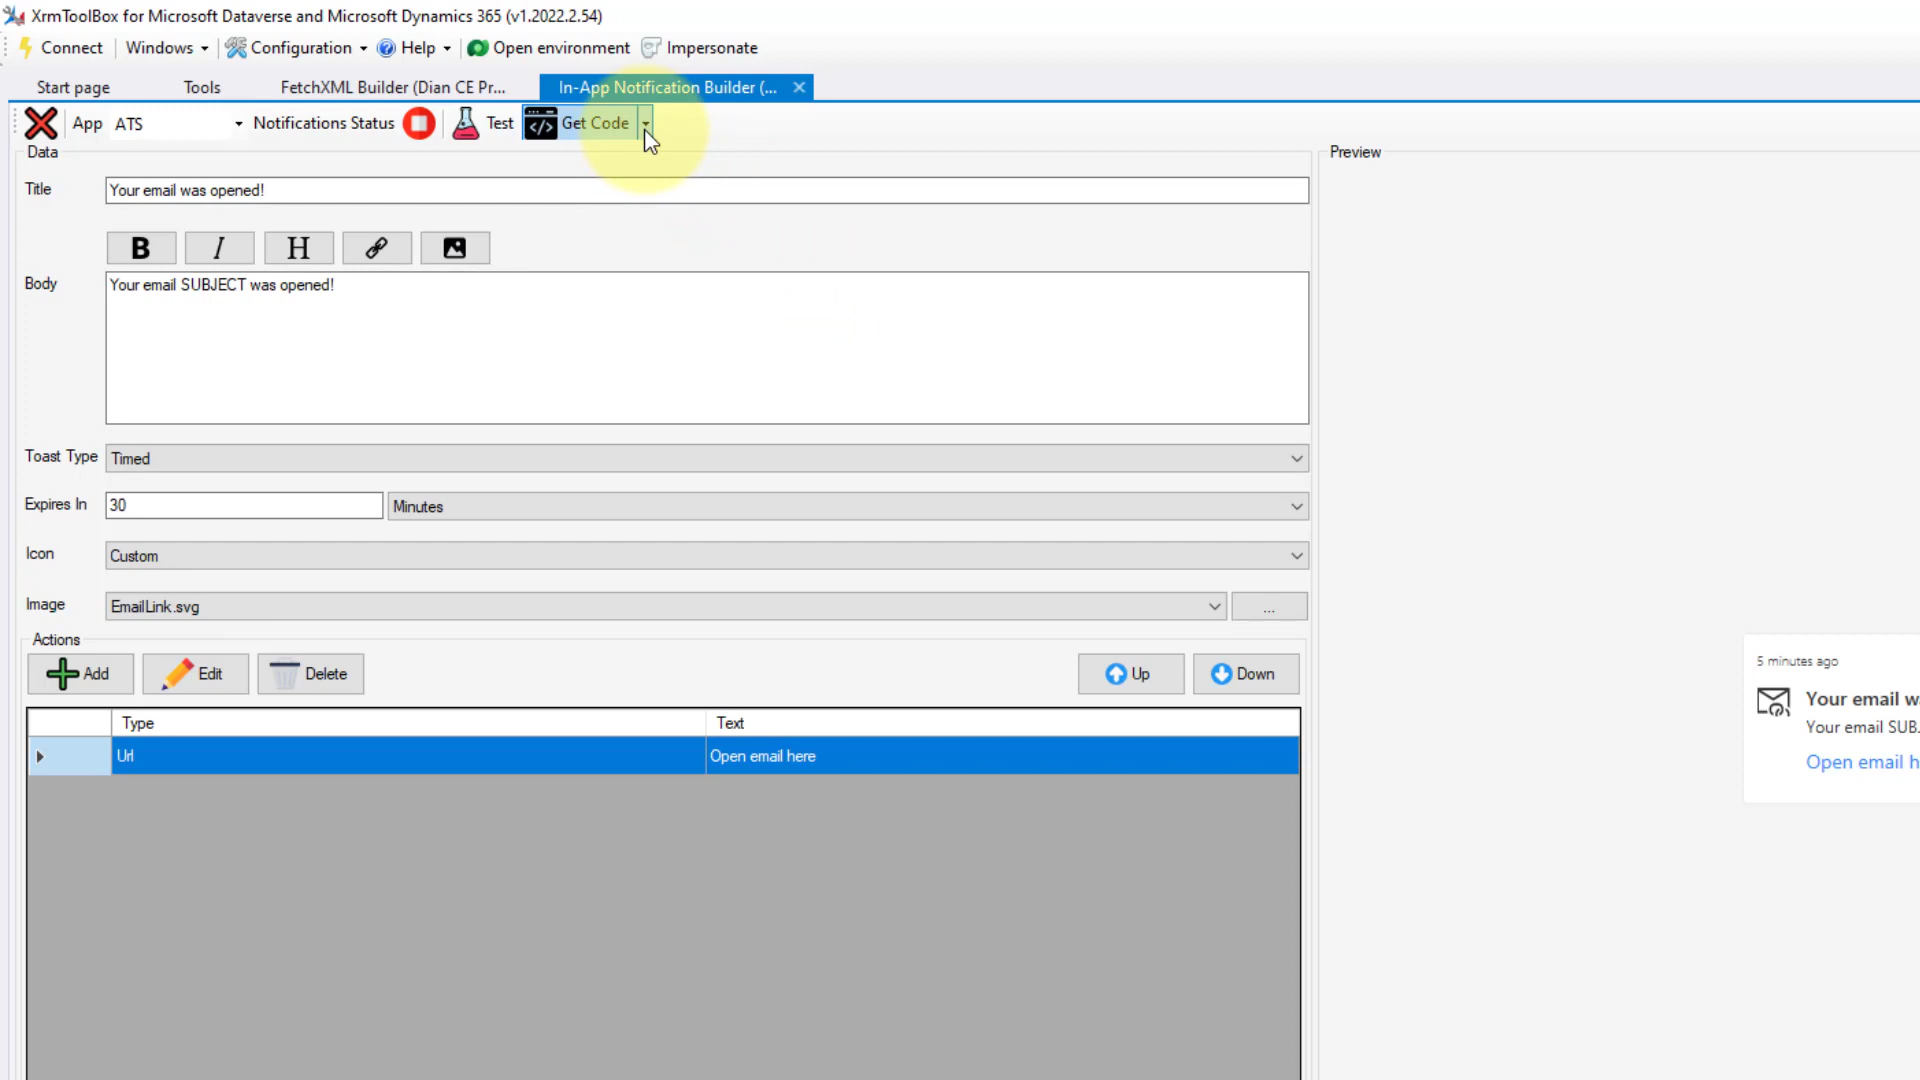 XrmToolBox for Microsoft Dataverse and Microsoft Dynamics 365 (v1.2022.2.54)
Connect Windows Configuration Help Open environment Impersonate
Start page Tools FetchXML Builder (Dian CE Pr... In-App Notification Builder (...
App ATS Notifications Status Test Get Code
Data
Preview
Title Your email was opened!
B I H
Body Your email SUBJECT was opened!
Toast Type Timed
Expires In 30 Minutes
Icon Custom
Image EmailLink.svg ...
Actions
Add Edit Delete Up Down
Type Text
Url Open email here
5 minutes ago
Your email w
Your email SUB
Open email h